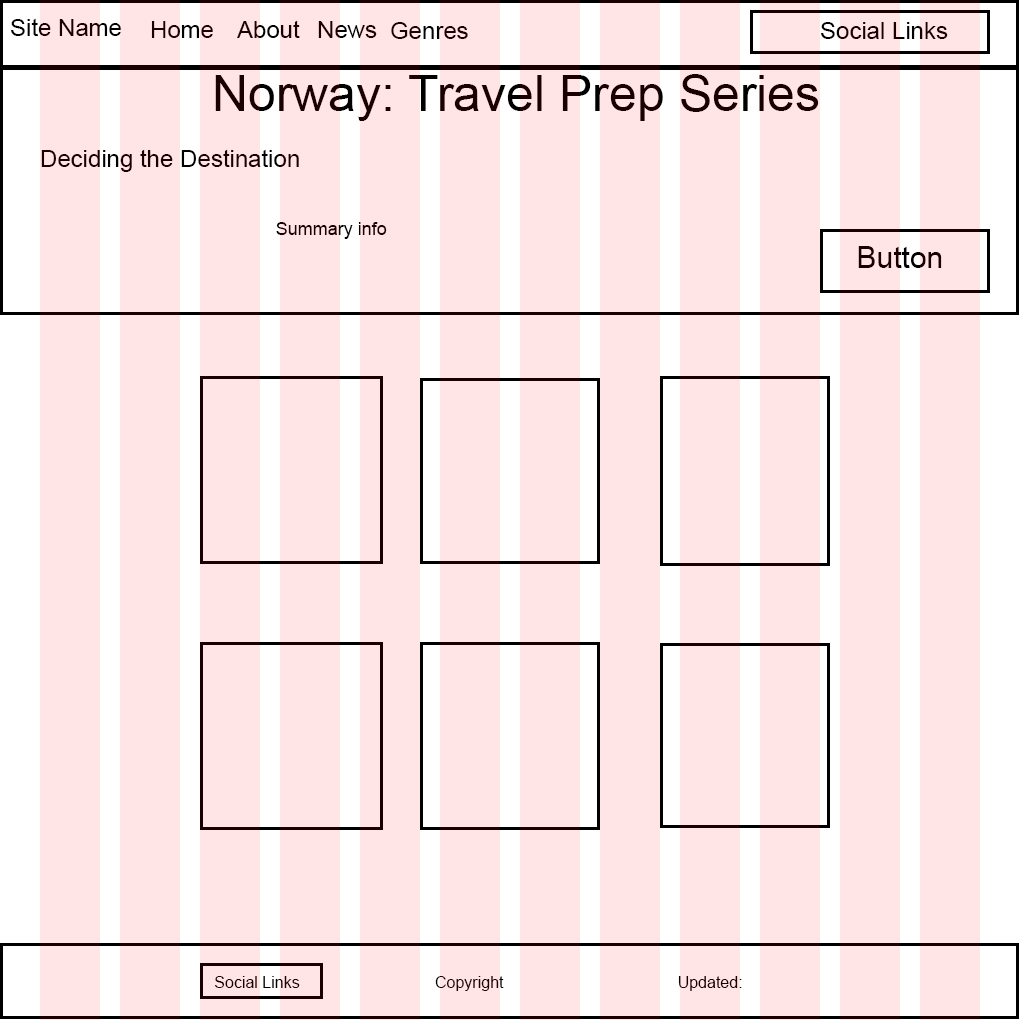 Site Name Home About News Genres Social Links
Norway: Travel Prep Series
Deciding the Destination
Summary info
Button
Social Links Copyright Updated: